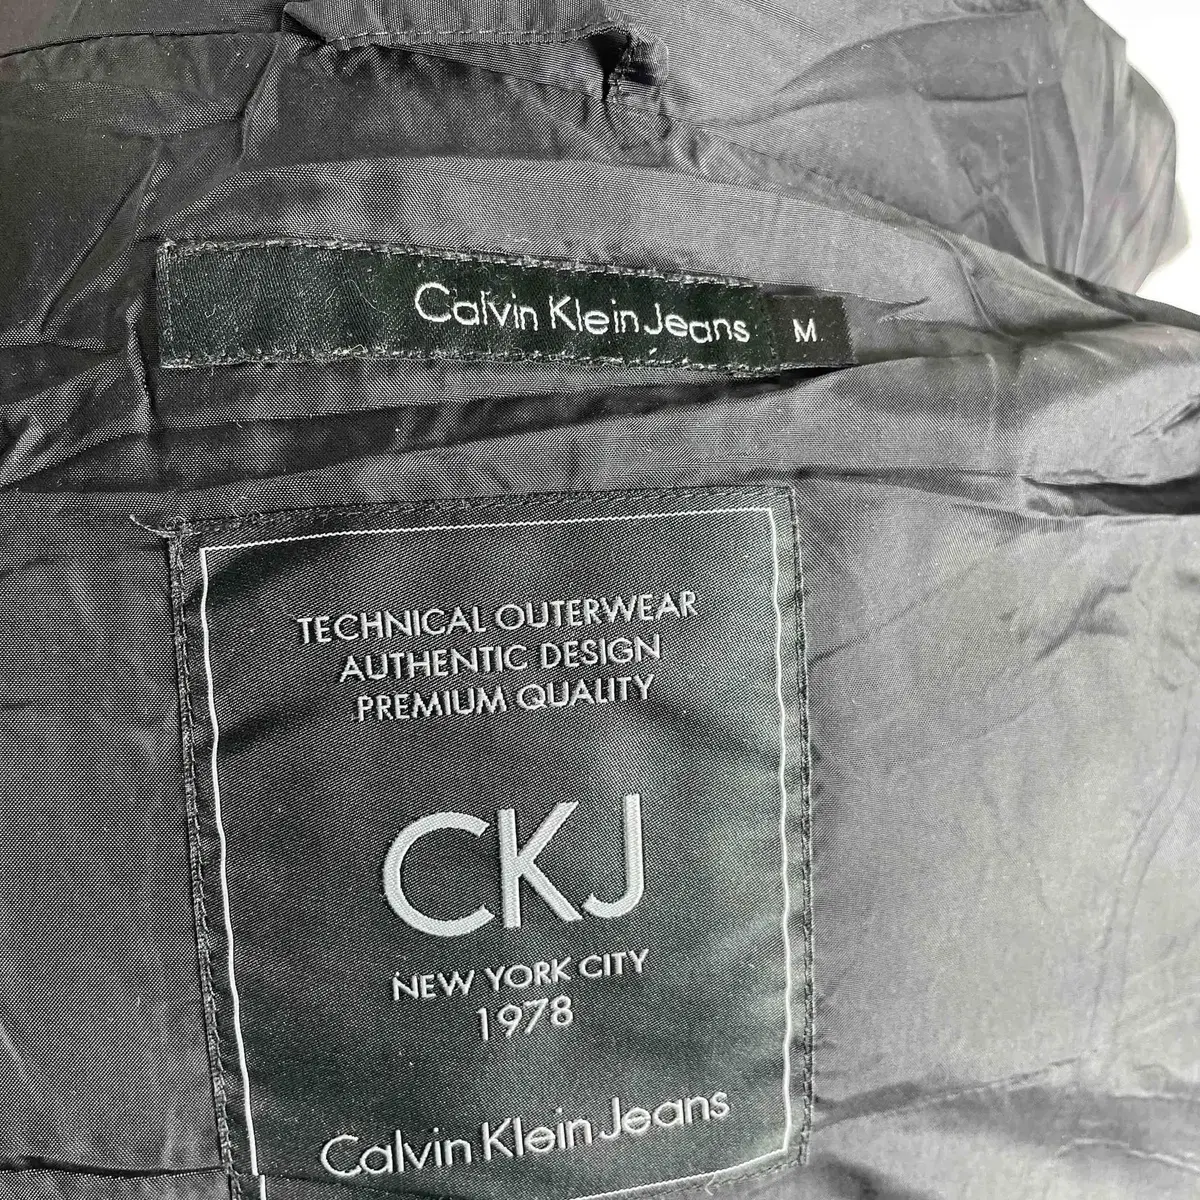 Calvin Klein Jeans M
TECHNICAL OUTERWEAR
AUTHENTIC DESIGN
PREMIUM QUALITY
CKJ
NEW YORK CITY
1978
Calvin Klein Jeans